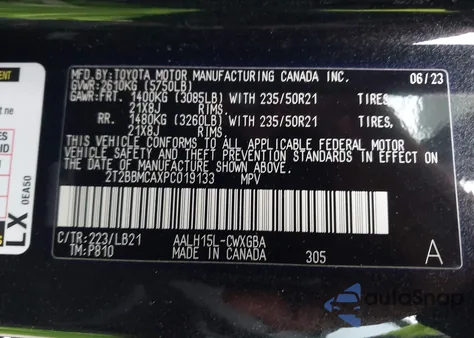 MFD.BY:TOYOTA MOTOR MANUFACTURING CANADA INC. 06/23
GVWR:2610KG (5750LB)
GAWR:FRT. 1400KG (3085LB) WITH 235/50R21 TIRES,
21X8J RIMS
RR. 1480KG (3260LB) WITH 235/50R21 TIRES,
21X8J RIMS
THIS VEHICLE CONFORMS TO ALL APPLICABLE FEDERAL MOTOR
VEHICLE SAFETY AND THEFT PREVENTION STANDARDS IN EFFECT ON
THE DATE OF MANUFACTURE SHOWN ABOVE.
2T2BBMCAXPC019133 MPV
C/TR:223/LB21 AALH15L-CWXGBA
TM:P810 MADE IN CANADA 305 A
LX 0EA50
autoSnap